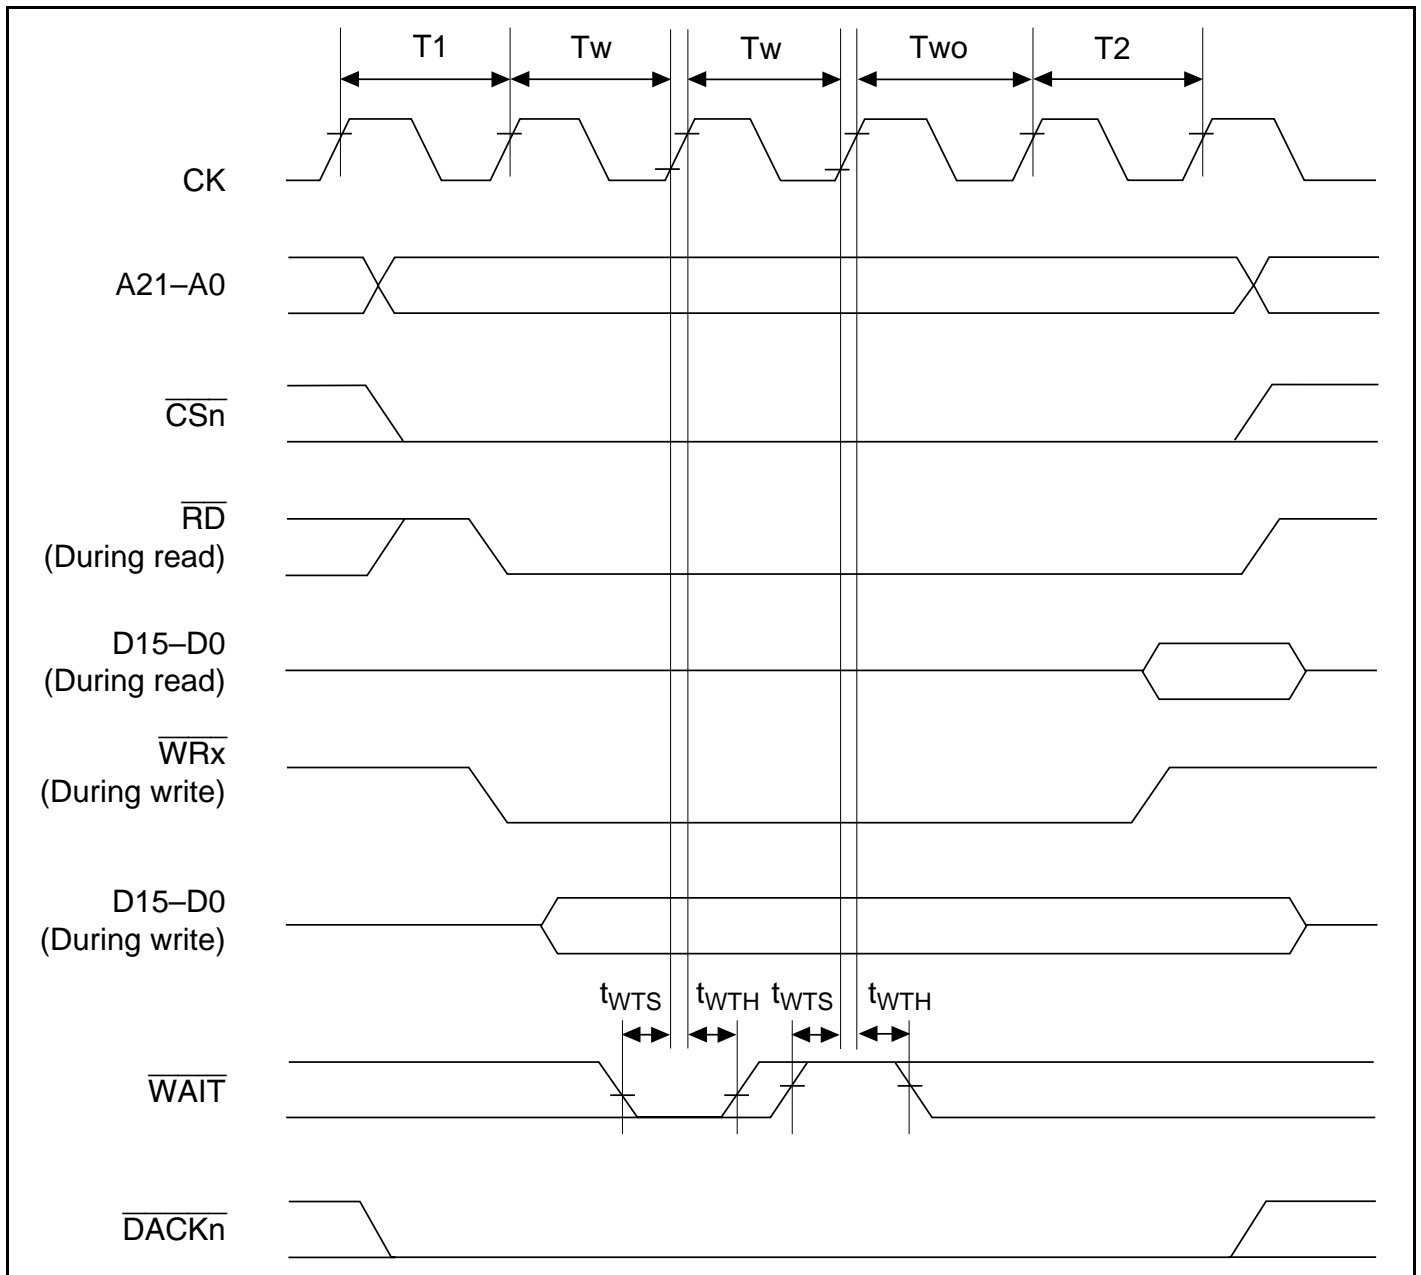 T1 Tw Tw Two T2
CK
A21–A0
CSn
RD
(During read)
D15–D0
(During read)
WRx
(During write)
D15–D0
(During write)
tWTS tWTH tWTS tWTH
WAIT
DACKn